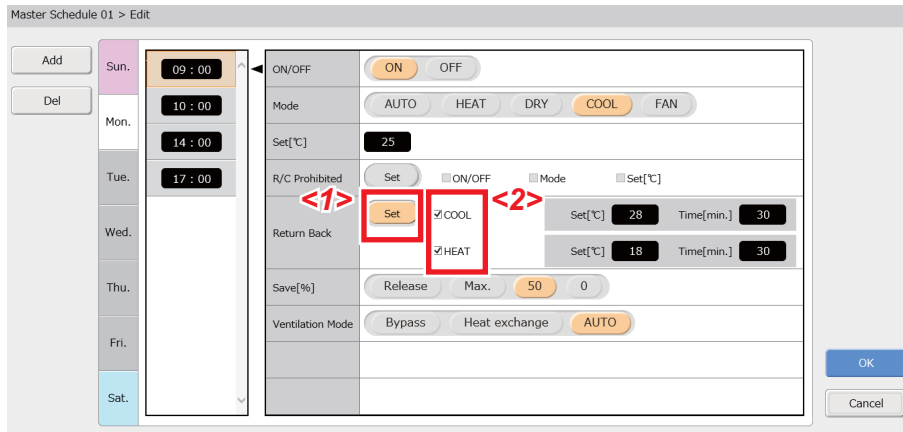 Master Schedule 01 > Edit
Add
Del
Sun.
Mon.
Tue.
Wed.
Thu.
Fri.
Sat.
09 : 00
10 : 00
14 : 00
17 : 00
ON/OFF ON OFF
Mode AUTO HEAT DRY COOL FAN
Set[℃] 25
R/C Prohibited Set ON/OFF Mode Set[℃]
<1> <2>
Return Back Set COOL Set[℃] 28 Time[min.] 30
HEAT Set[℃] 18 Time[min.] 30
Save[%] Release Max. 50 0
Ventilation Mode Bypass Heat exchange AUTO
OK
Cancel